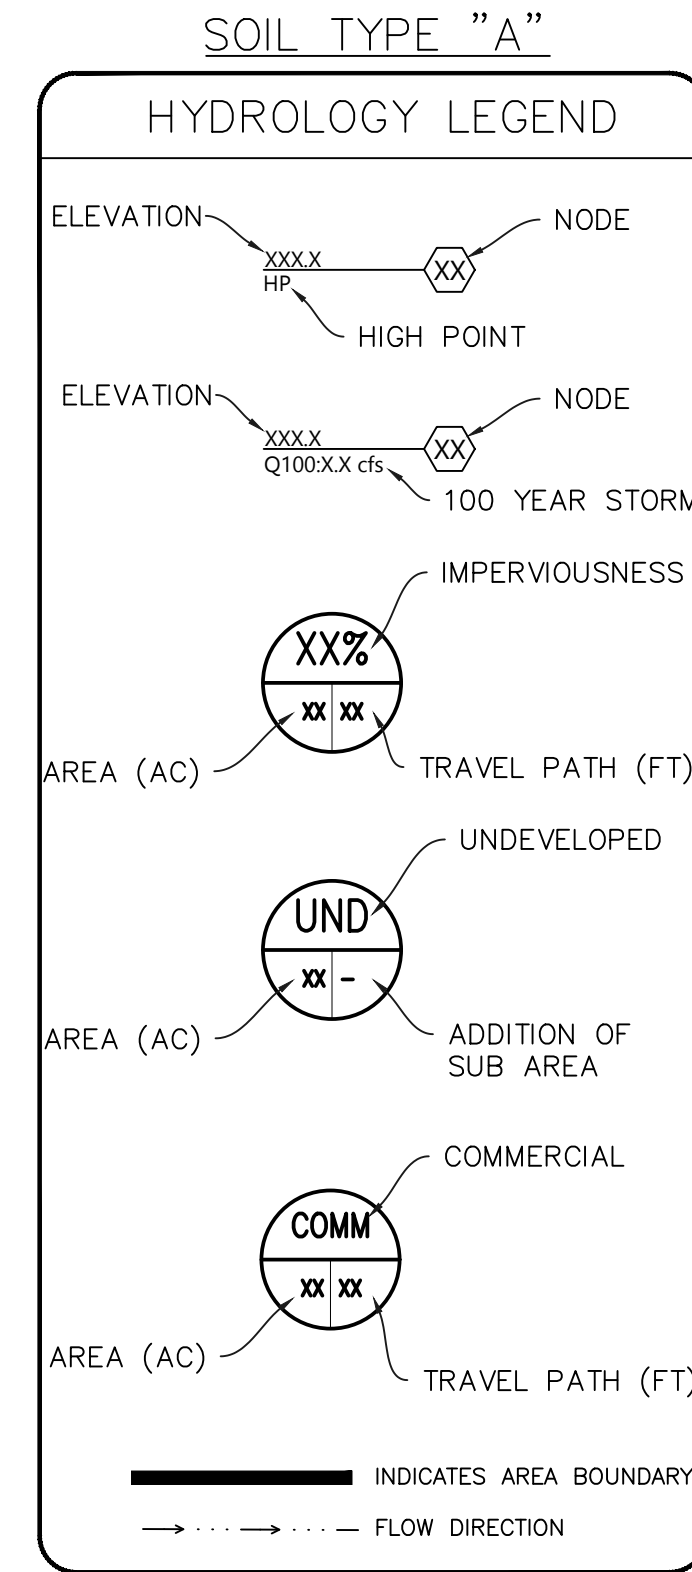 SOIL TYPE "A"
HYDROLOGY LEGEND
ELEVATION
NODE
XXX.X
XX
HP
HIGH POINT
ELEVATION
NODE
XXX.X
XX
Q100:X.X cfs
100 YEAR STORM
IMPERVIOUSNESS
XX%
XX XX
AREA (AC)
TRAVEL PATH (FT)
UNDEVELOPED
UND
XX -
AREA (AC)
ADDITION OF
SUB AREA
COMMERCIAL
COMM
XX XX
AREA (AC)
TRAVEL PATH (FT)
INDICATES AREA BOUNDARY
FLOW DIRECTION